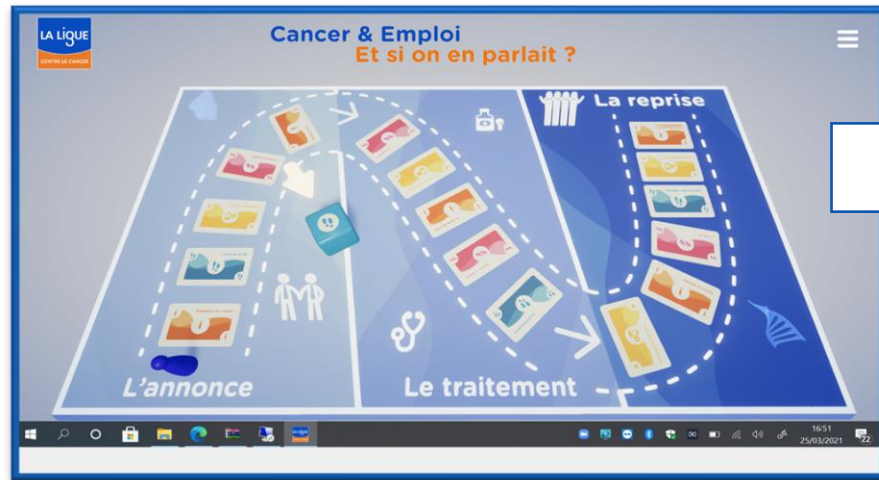 LA LIGUE
CONTRE LE CANCER
Cancer & Emploi
Et si on en parlait ?
La reprise
L'annonce
Le traitement
16:51
25/03/2021
22